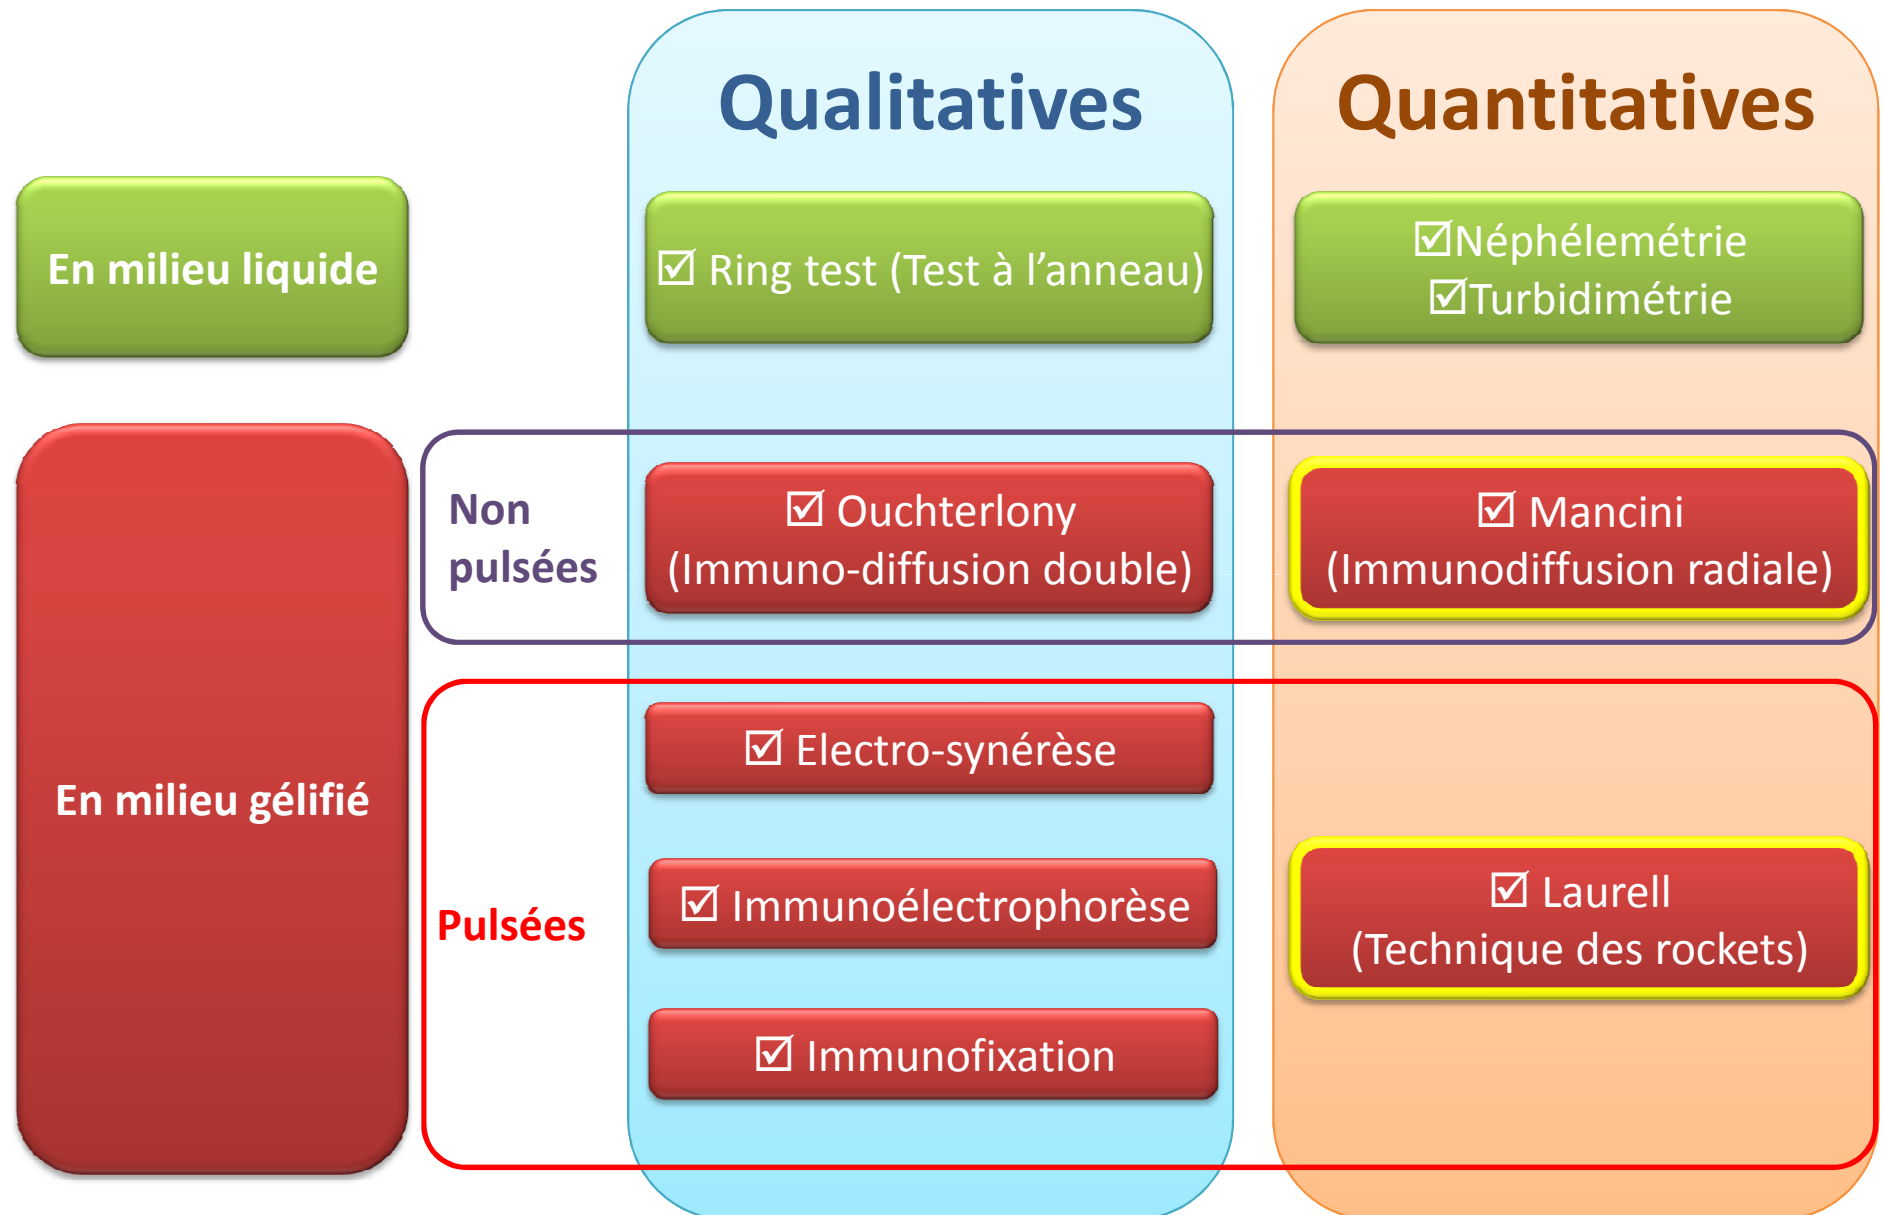 Qualitatives
Quantitatives
En milieu liquide
☑ Ring test (Test à l'anneau)
☑Néphélemétrie
☑Turbidimétrie
En milieu gélifié
Non
pulsées
☑ Ouchterlony
(Immuno-diffusion double)
☑ Mancini
(Immunodiffusion radiale)
Pulsées
☑ Electro-synérèse
☑ Immunoélectrophorèse
☑ Immunofixation
☑ Laurell
(Technique des rockets)